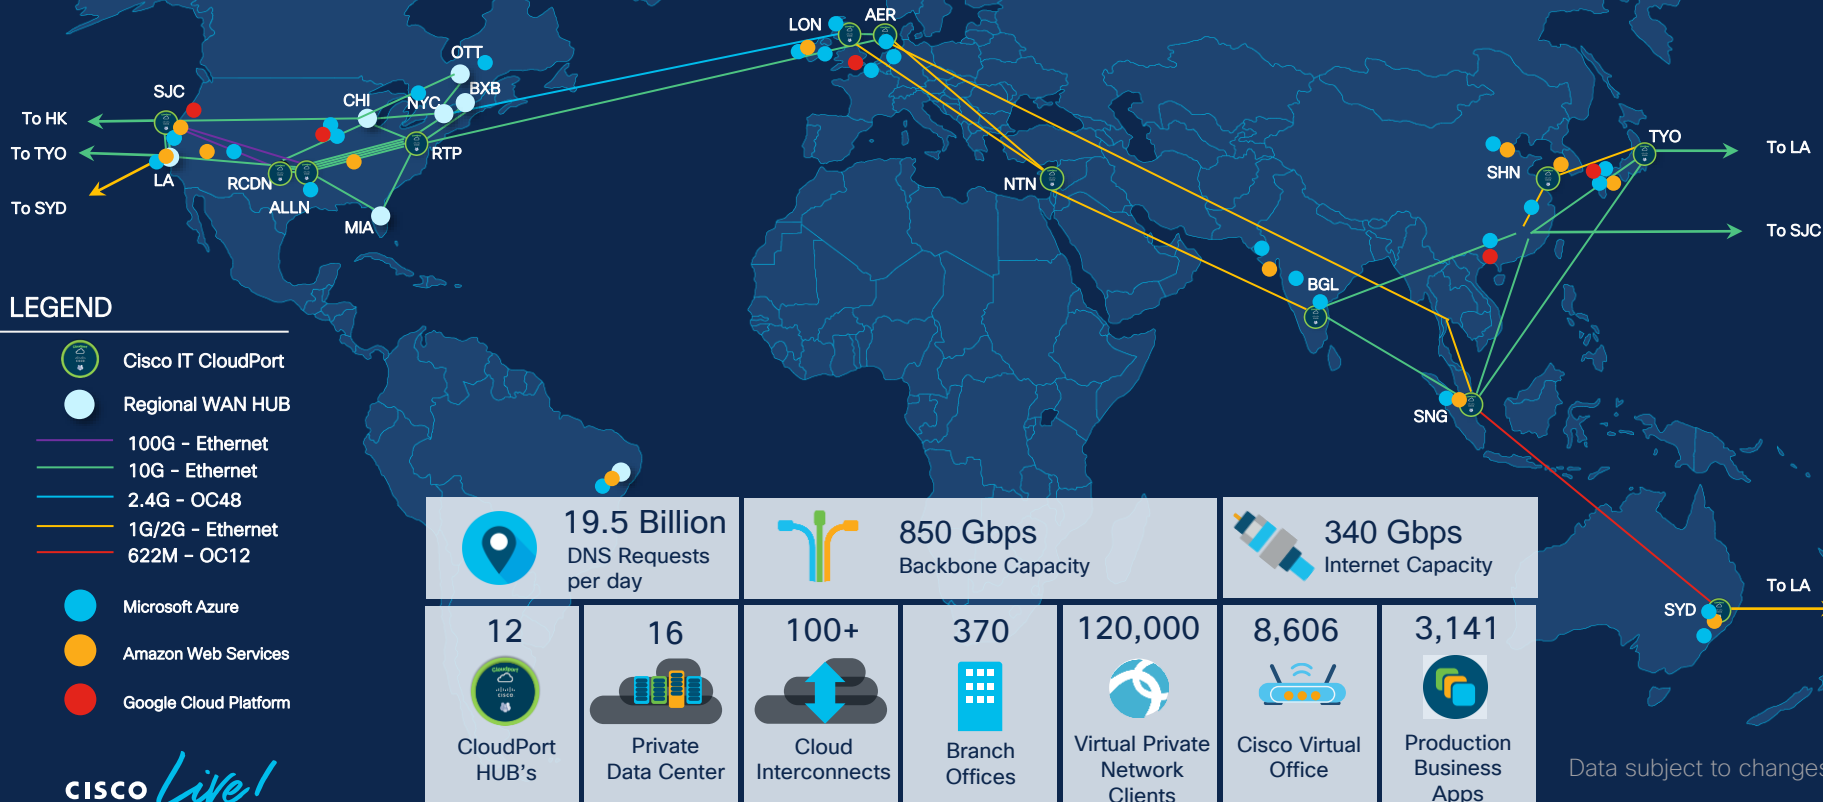 LON
AER
OTT
SJC
BXB
CHI
NYC
To HK
To TYO
RTP
LA
RCDN
ALLN
To SYD
MIA
NTN
SHN
TYO
To LA
To SJC
BGL
SNG
SYD
To LA
LEGEND
Cisco IT CloudPort
Regional WAN HUB
100G - Ethernet
10G - Ethernet
2.4G - OC48
1G/2G - Ethernet
622M - OC12
Microsoft Azure
Amazon Web Services
Google Cloud Platform
19.5 Billion
DNS Requests
per day
850 Gbps
Backbone Capacity
340 Gbps
Internet Capacity
12
Cloudport
CISCO
CloudPort
HUB's
16
Private
Data Center
100+
Cloud
Interconnects
370
Branch
Offices
120,000
Virtual Private
Network
Clients
8,606
Cisco Virtual
Office
3,141
Production
Business
Apps
CISCO Live!
Data subject to changes